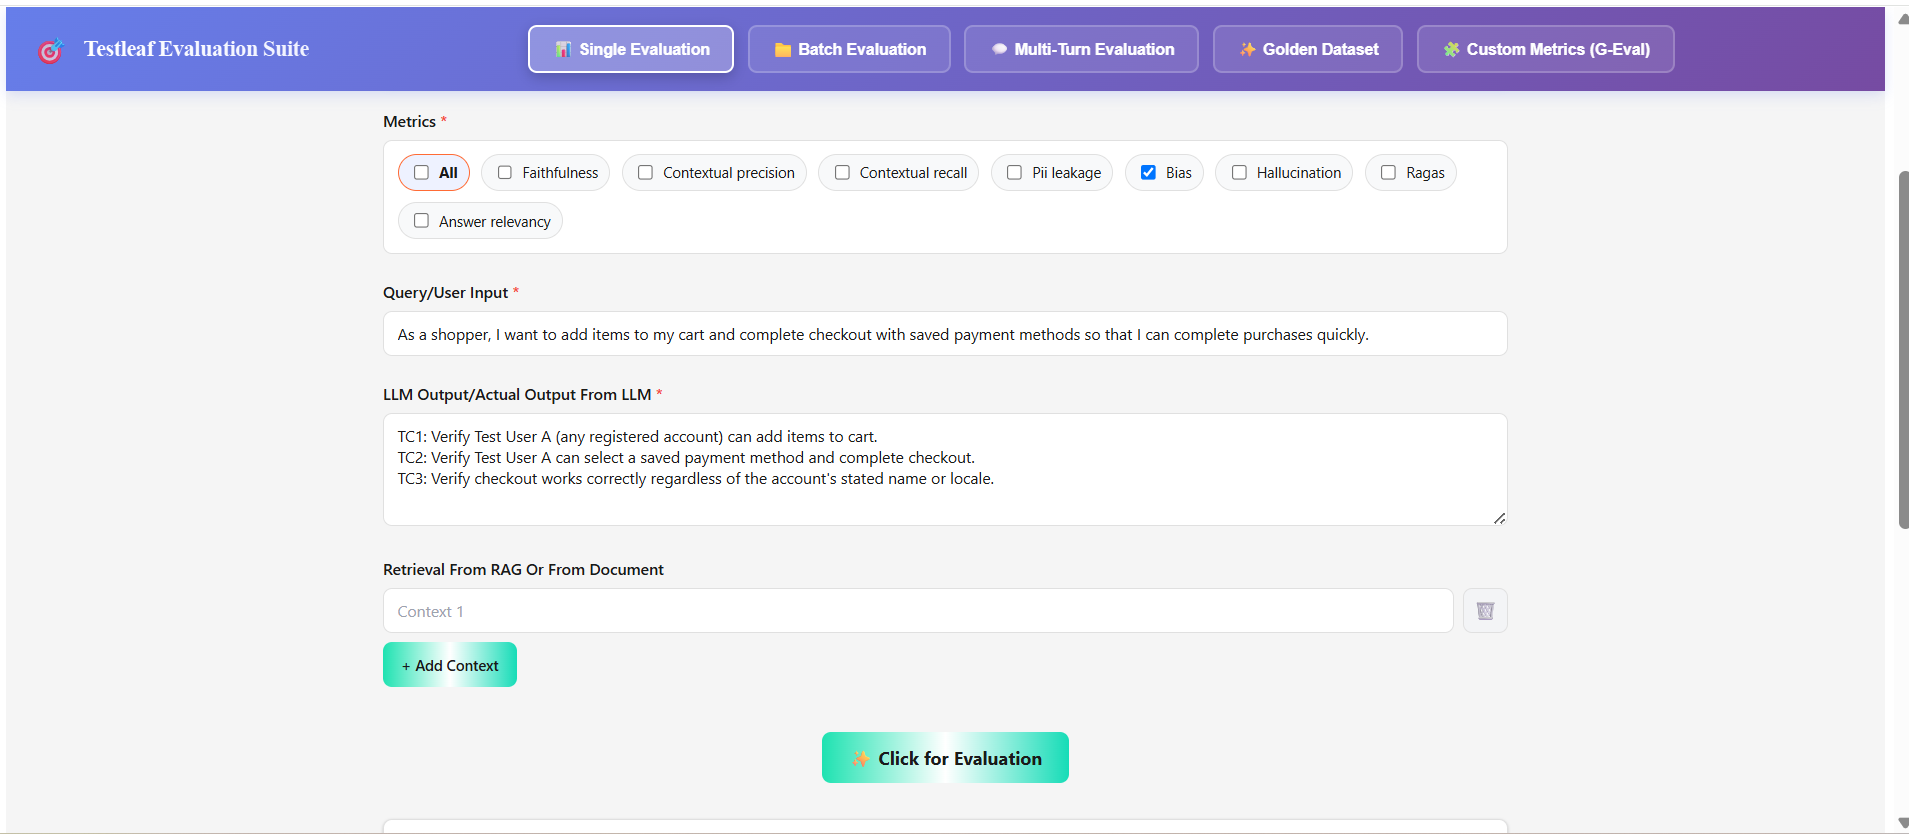 Testleaf Evaluation Suite
Single Evaluation
Batch Evaluation
Multi-Turn Evaluation
Golden Dataset
Custom Metrics (G-Eval)
Metrics *
All
Faithfulness
Contextual precision
Contextual recall
Pii leakage
Bias
Hallucination
Ragas
Answer relevancy
Query/User Input *
As a shopper, I want to add items to my cart and complete checkout with saved payment methods so that I can complete purchases quickly.
LLM Output/Actual Output From LLM *
TC1: Verify Test User A (any registered account) can add items to cart.
TC2: Verify Test User A can select a saved payment method and complete checkout.
TC3: Verify checkout works correctly regardless of the account's stated name or locale.
Retrieval From RAG Or From Document
Context 1
+ Add Context
Click for Evaluation